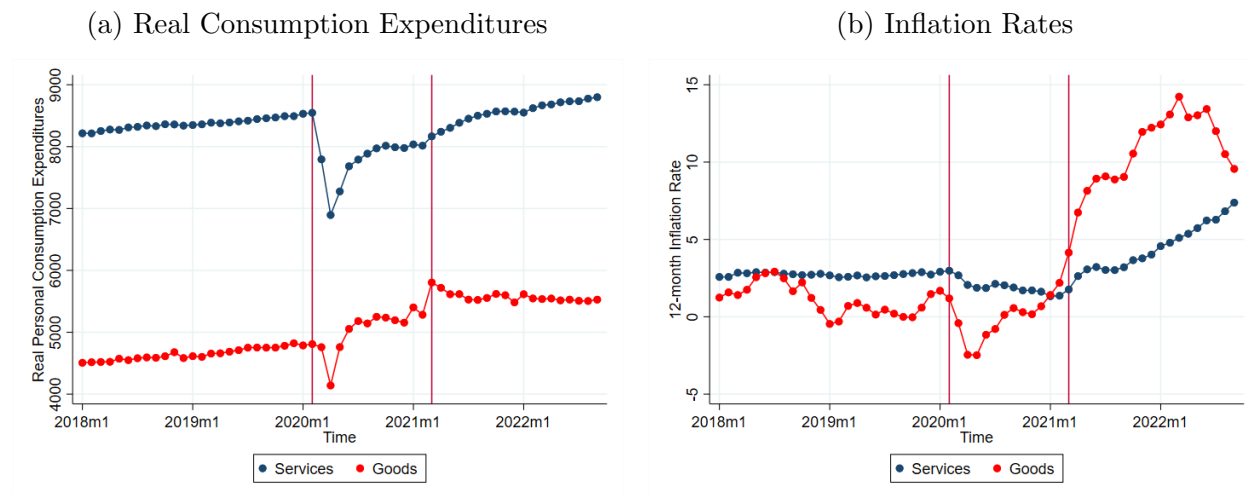 (a) Real Consumption Expenditures
Real Personal Consumption Expenditures
9000
8000
7000
6000
5000
4000
2018m1 2019m1 2020m1 2021m1 2022m1
Time
Services Goods
(b) Inflation Rates
12-month Inflation Rate
15
10
5
0
-5
2018m1 2019m1 2020m1 2021m1 2022m1
Time
Services Goods